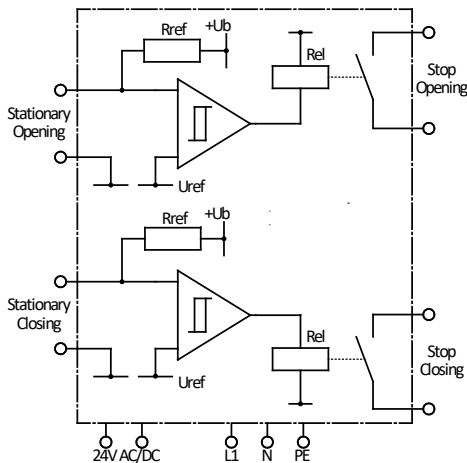 Rref
+Ub
Rel
Stationary
Opening
Stop
Opening
Uref
Rref
+Ub
Stationary
Closing
Rel
Stop
Closing
Uref
24V AC/DC
L1
N
PE